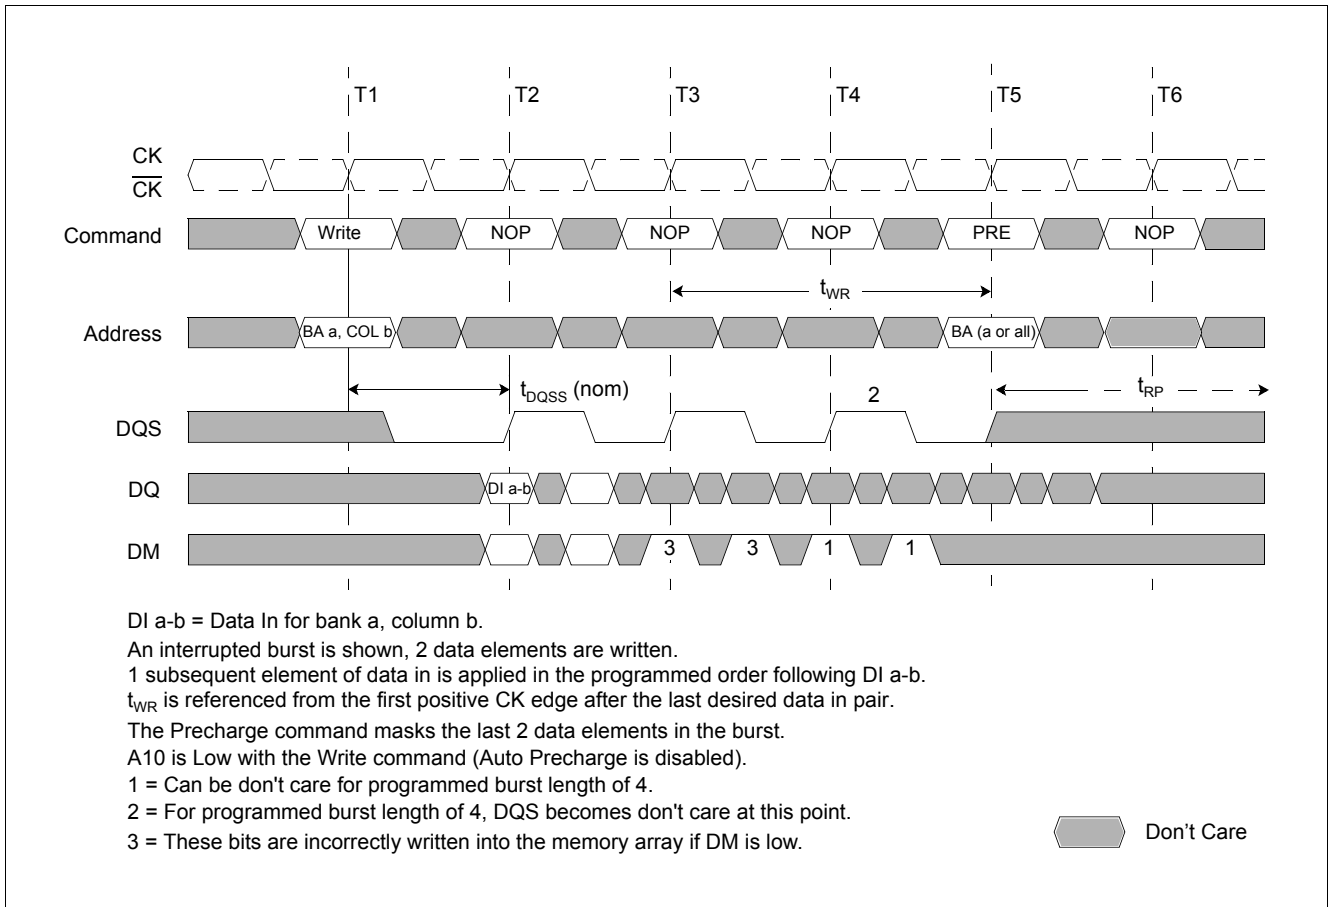 T1 T2 T3 T4 T5 T6
CK
CK
Command Write NOP NOP NOP PRE NOP
tWR
Address BA a, COL b BA (a or all)
tDQSS (nom) 2 tRP
DQS
DQ DI a-b
DM 3 3 1 1
DI a-b = Data In for bank a, column b.
An interrupted burst is shown, 2 data elements are written.
1 subsequent element of data in is applied in the programmed order following DI a-b.
tWR is referenced from the first positive CK edge after the last desired data in pair.
The Precharge command masks the last 2 data elements in the burst.
A10 is Low with the Write command (Auto Precharge is disabled).
1 = Can be don't care for programmed burst length of 4.
2 = For programmed burst length of 4, DQS becomes don't care at this point.
3 = These bits are incorrectly written into the memory array if DM is low.
Don't Care